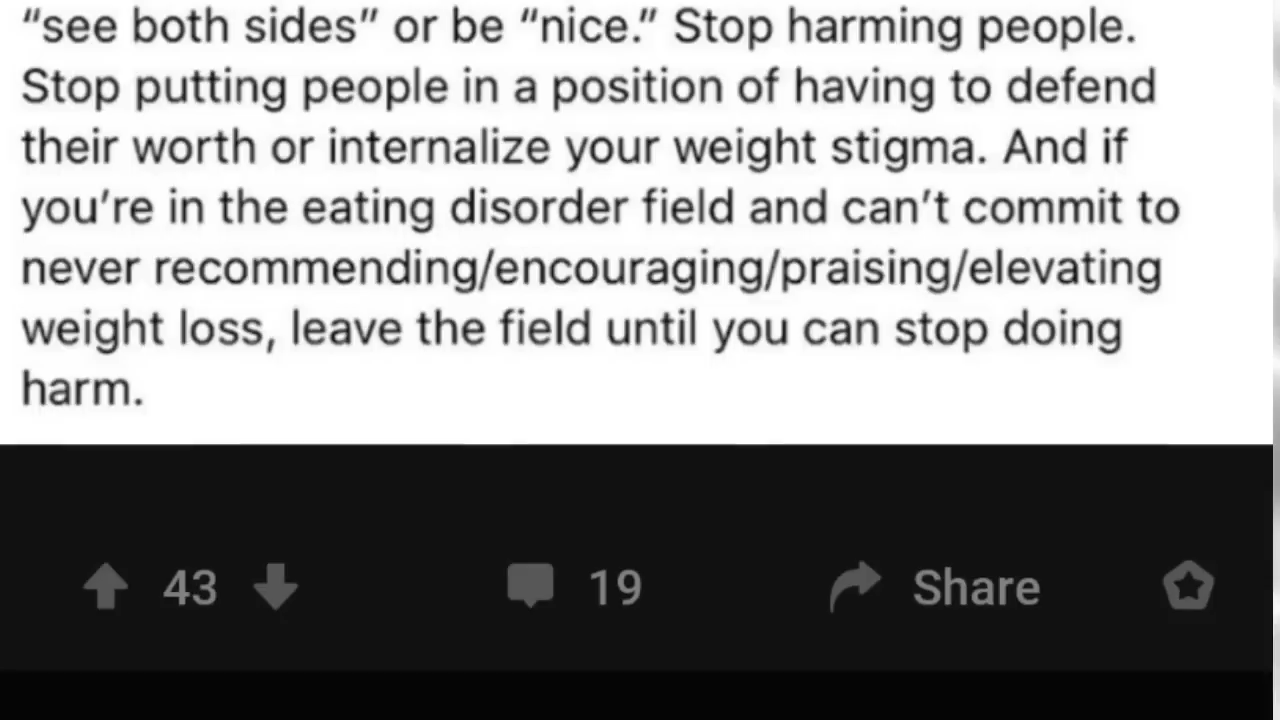 “see both sides” or be “nice.” Stop harming people.
Stop putting people in a position of having to defend
their worth or internalize your weight stigma. And if
you’re in the eating disorder field and can’t commit to
never recommending/encouraging/praising/elevating
weight loss, leave the field until you can stop doing
harm.
43 19 Share